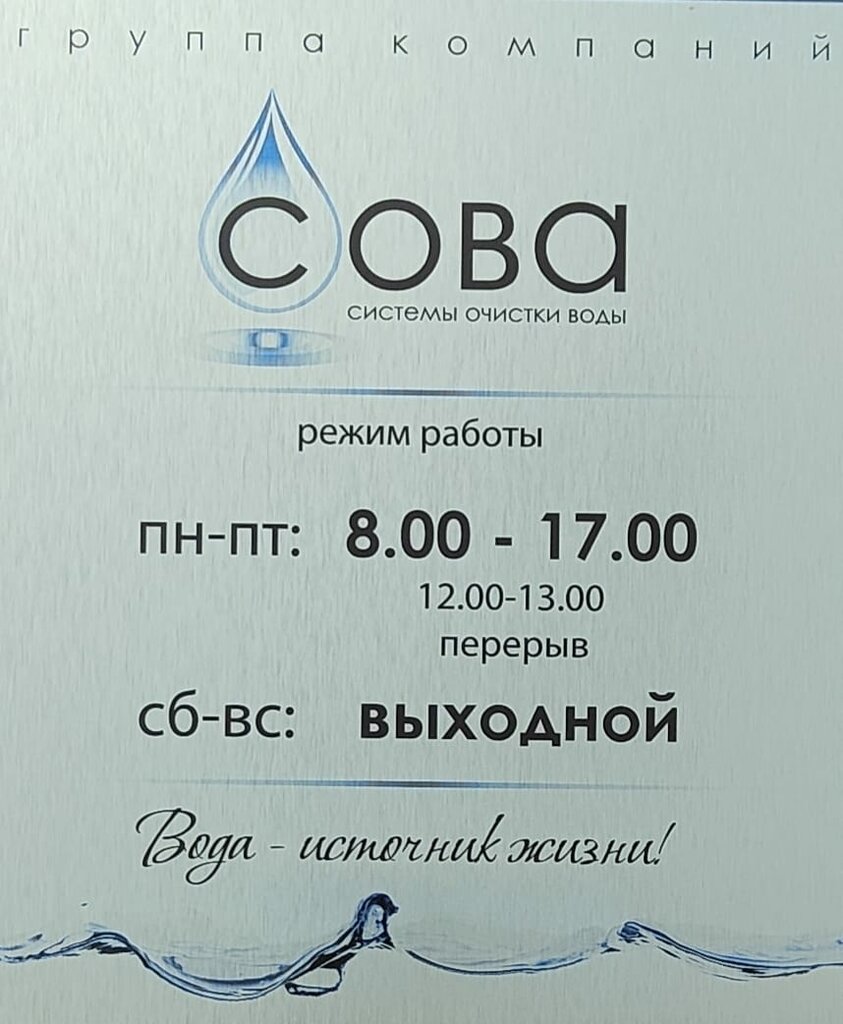 группа компаний
сова
системы очистки воды
режим работы
пн-пт: 8.00 - 17.00
12.00-13.00
перерыв
сб-вс: выходной
Вода - источник жизни!